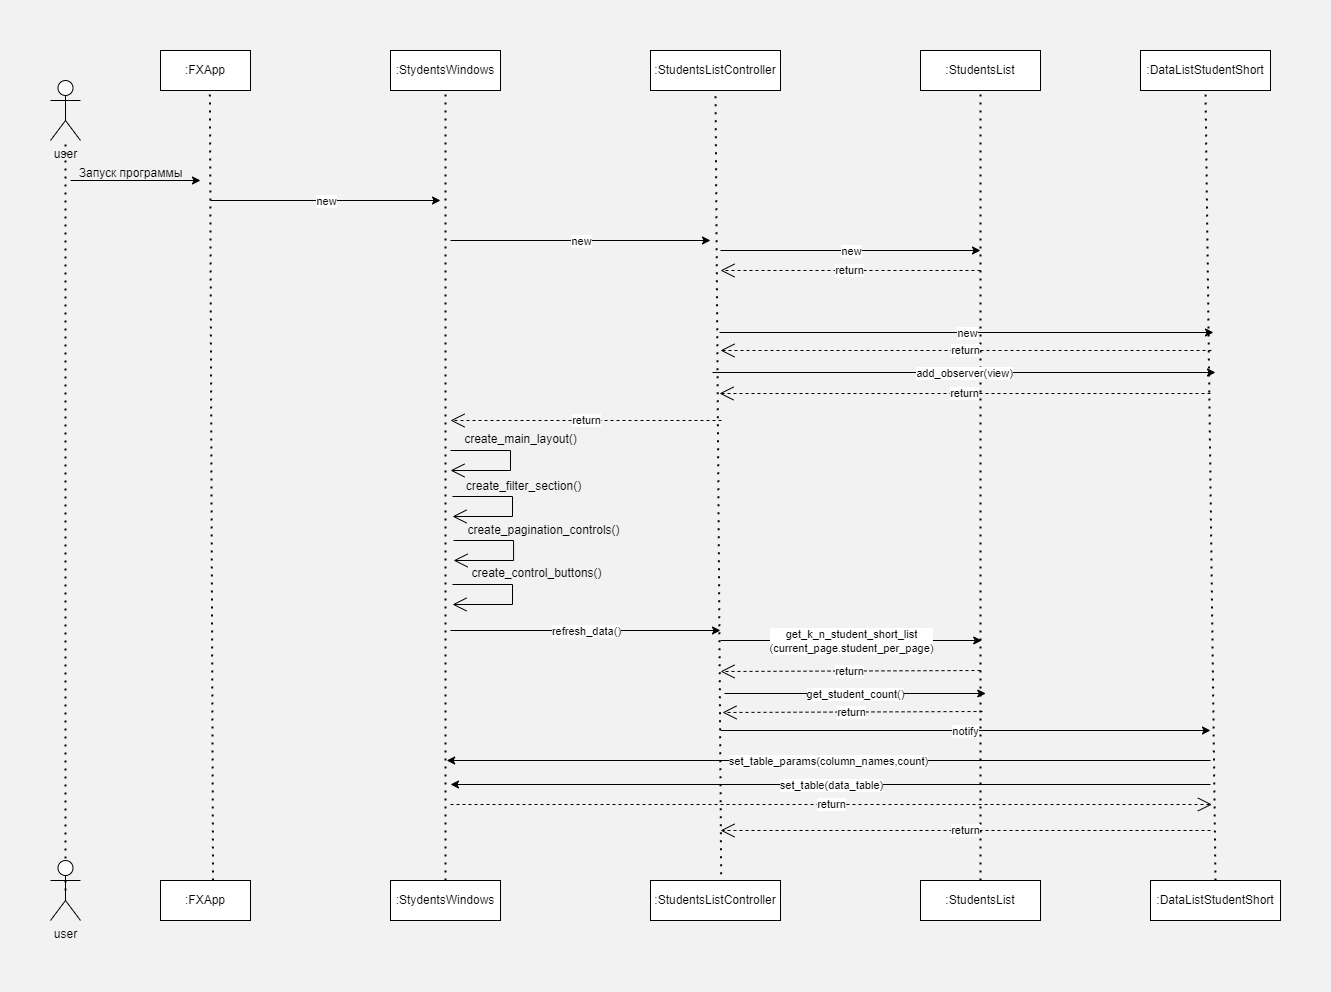 :FXApp
:StydentsWindows
:StudentsListController
:StudentsList
:DataListStudentShort
user
Запуск программы
new
new
new
return
new
return
add_observer(view)
return
return
create_main_layout()
create_filter_section()
create_pagination_controls()
create_control_buttons()
refresh_data()
get_k_n_student_short_list
(current_page.student_per_page)
return
get_student_count()
return
notify
set_table_params(column_names,count)
set_table(data_table)
return
return
:FXApp
:StydentsWindows
:StudentsListController
:StudentsList
:DataListStudentShort
user